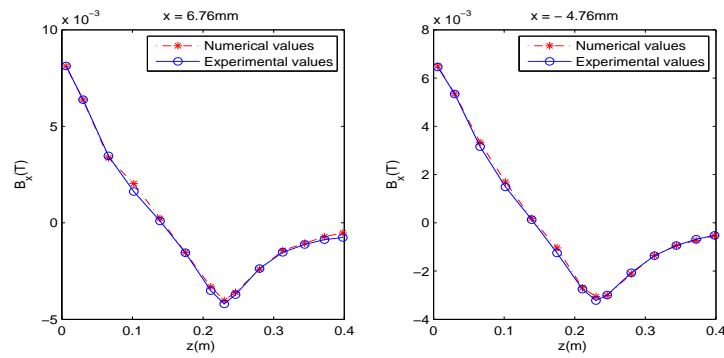 x = 6.76mm
10 × 10⁻³
5
0
−5
0 0.1 0.2 0.3 0.4
z(m)
Bₓ(T)
Numerical values
Experimental values
x = − 4.76mm
8 × 10⁻³
6
4
2
0
−2
−4
0 0.1 0.2 0.3 0.4
z(m)
Bₓ(T)
Numerical values
Experimental values